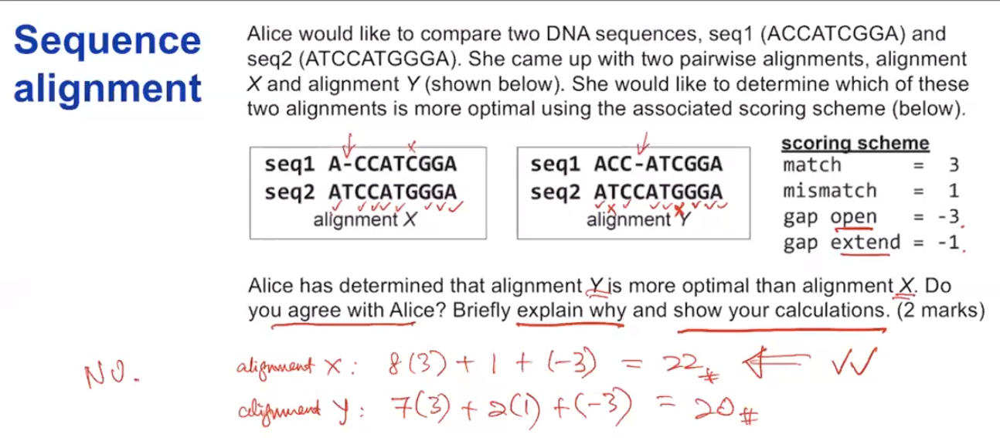 Sequence
alignment
Alice would like to compare two DNA sequences, seq1 (ACCATCGGA) and
seq2 (ATCCATGGGA). She came up with two pairwise alignments, alignment
X and alignment Y (shown below). She would like to determine which of these
two alignments is more optimal using the associated scoring scheme (below).
seq1 A-CCATCGGA
seq2 ATCCATGGGA
alignment X
seq1 ACC-ATCGGA
seq2 ATCCATGGGA
alignment Y
scoring scheme
match = 3
mismatch = 1
gap open = -3
gap extend = -1
Alice has determined that alignment Y is more optimal than alignment X. Do
you agree with Alice? Briefly explain why and show your calculations. (2 marks)
NO.
alignment X: 8(3) + 1 + (-3) = 22#
alignment y: 7(3) + 2(1) + (-3) = 20#